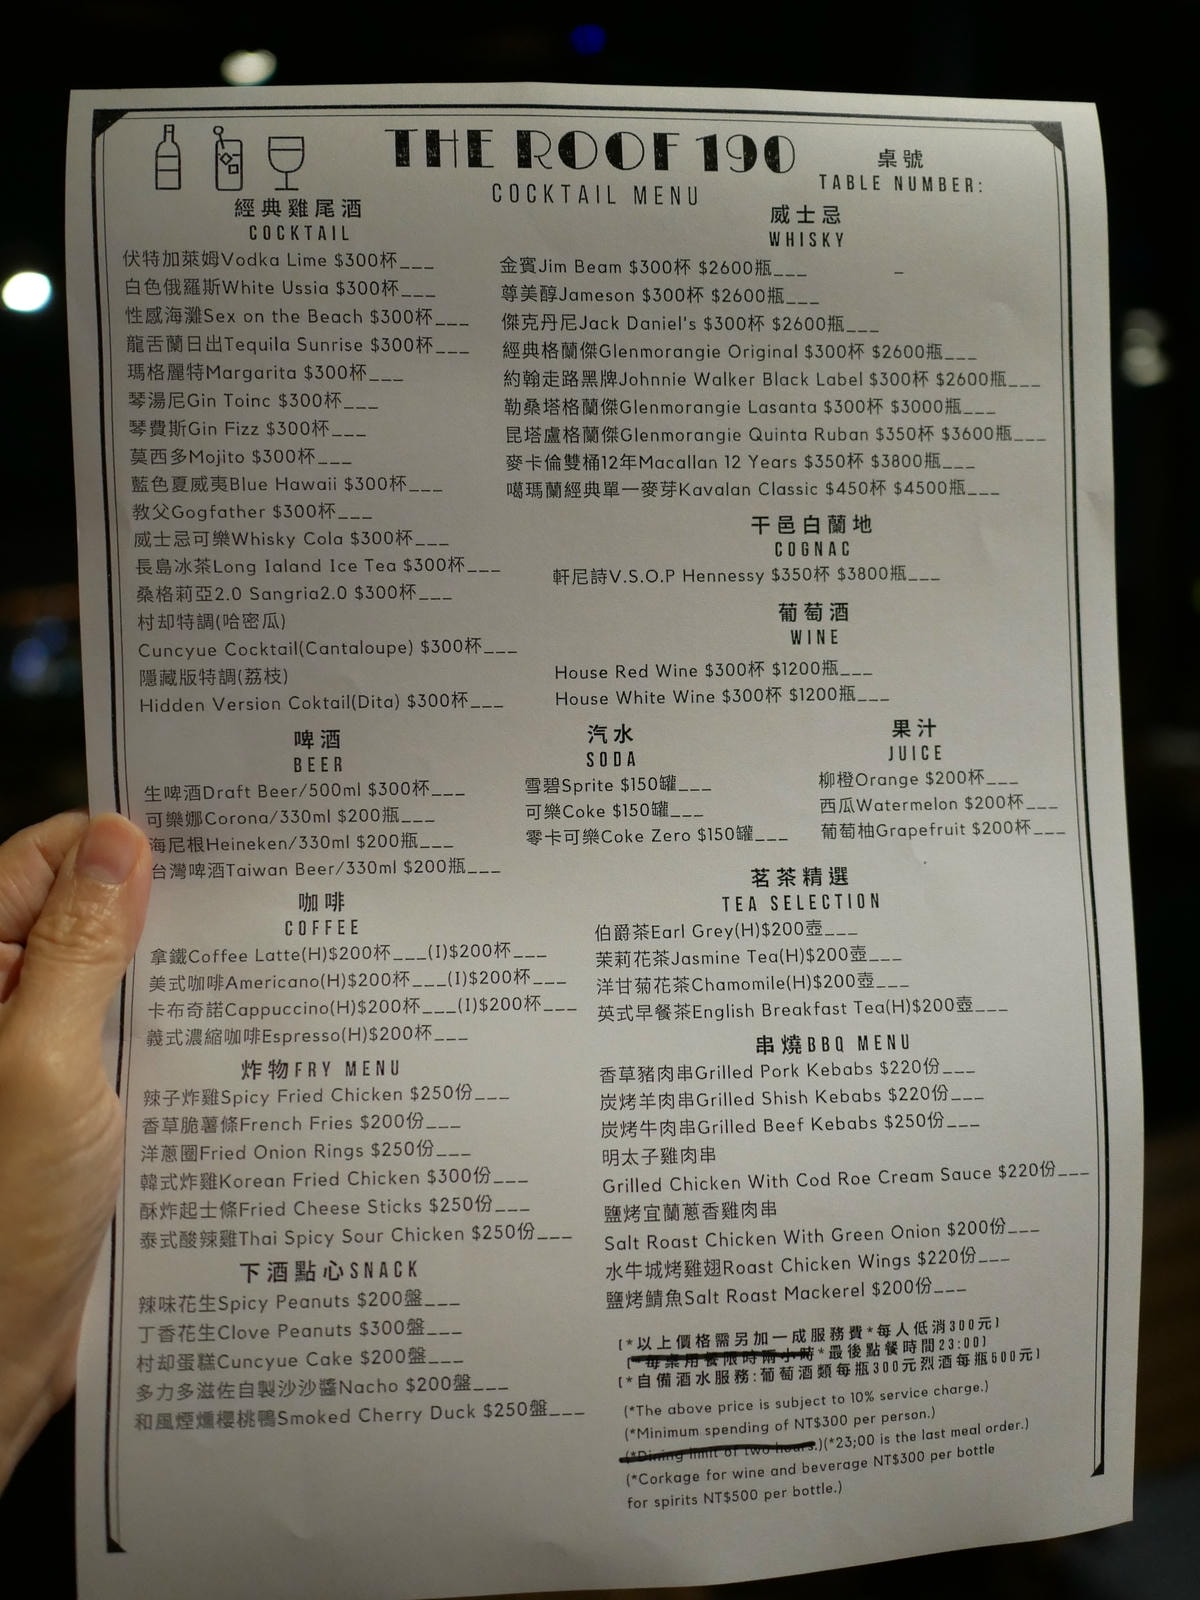 THE ROOF 190
COCKTAIL MENU
桌號
TABLE NUMBER:
經典雞尾酒
COCKTAIL
伏特加萊姆Vodka Lime $300杯___
白色俄羅斯White Ussia $300杯___
性感海灘Sex on the Beach $300杯___
龍舌蘭日出Tequila Sunrise $300杯___
瑪格麗特Margarita $300杯___
琴湯尼Gin Toinc $300杯___
琴費斯Gin Fizz $300杯___
莫西多Mojito $300杯___
藍色夏威夷Blue Hawaii $300杯___
教父Gogfather $300杯___
威士忌可樂Whisky Cola $300杯___
長島冰茶Long Ialand Ice Tea $300杯___
桑格莉亞2.0 Sangria2.0 $300杯___
村却特調(哈密瓜)
Cuncyue Cocktail(Cantaloupe) $300杯___
隱藏版特調(荔枝)
Hidden Version Coktail(Dita) $300杯___
威士忌
WHISKY
金賓Jim Beam $300杯 $2600瓶___ _
尊美醇Jameson $300杯 $2600瓶___
傑克丹尼Jack Daniel's $300杯 $2600瓶___
經典格蘭傑Glenmorangie Original $300杯 $2600瓶___
約翰走路黑牌Johnnie Walker Black Label $300杯 $2600瓶___
勒桑塔格蘭傑Glenmorangie Lasanta $300杯 $3000瓶___
昆塔盧格蘭傑Glenmorangie Quinta Ruban $350杯 $3600瓶___
麥卡倫雙桶12年Macallan 12 Years $350杯 $3800瓶___
噶瑪蘭經典單一麥芽Kavalan Classic $450杯 $4500瓶___
干邑白蘭地
COGNAC
軒尼詩V.S.O.P Hennessy $350杯 $3800瓶___
葡萄酒
WINE
House Red Wine $300杯 $1200瓶___
House White Wine $300杯 $1200瓶___
啤酒
BEER
生啤酒Draft Beer/500ml $300杯___
可樂娜Corona/330ml $200瓶___
海尼根Heineken/330ml $200瓶___
台灣啤酒Taiwan Beer/330ml $200瓶___
汽水
SODA
雪碧Sprite $150罐___
可樂Coke $150罐___
零卡可樂Coke Zero $150罐___
果汁
JUICE
柳橙Orange $200杯___
西瓜Watermelon $200杯___
葡萄柚Grapefruit $200杯___
咖啡
COFFEE
拿鐵Coffee Latte(H)$200杯___(I)$200杯___
美式咖啡Americano(H)$200杯___(I)$200杯___
卡布奇諾Cappuccino(H)$200杯___(I)$200杯___
義式濃縮咖啡Espresso(H)$200杯___
茗茶精選
TEA SELECTION
伯爵茶Earl Grey(H)$200壺___
茉莉花茶Jasmine Tea(H)$200壺___
洋甘菊花茶Chamomile(H)$200壺___
英式早餐茶English Breakfast Tea(H)$200壺___
炸物FRY MENU
辣子炸雞Spicy Fried Chicken $250份___
香草脆薯條French Fries $200份___
洋蔥圈Fried Onion Rings $250份___
韓式炸雞Korean Fried Chicken $300份___
酥炸起士條Fried Cheese Sticks $250份___
泰式酸辣雞Thai Spicy Sour Chicken $250份___
下酒點心SNACK
辣味花生Spicy Peanuts $200盤___
丁香花生Clove Peanuts $300盤___
村却蛋糕Cuncyue Cake $200盤___
多力多滋佐自製沙沙醬Nacho $200盤___
和風煙燻櫻桃鴨Smoked Cherry Duck $250盤___
串燒BBQ MENU
香草豬肉串Grilled Pork Kebabs $220份___
炭烤羊肉串Grilled Shish Kebabs $220份___
炭烤牛肉串Grilled Beef Kebabs $250份___
明太子雞肉串
Grilled Chicken With Cod Roe Cream Sauce $220份___
鹽烤宜蘭蔥香雞肉串
Salt Roast Chicken With Green Onion $200份___
水牛城烤雞翅Roast Chicken Wings $220份___
鹽烤鯖魚Salt Roast Mackerel $200份___
(*以上價格需另加一成服務費*每人低消300元)
(*每桌用餐限時兩小時*最後點餐時間23:00)
(*自備酒水服務:葡萄酒類每瓶300元烈酒每瓶500元)
(*The above price is subject to 10% service charge.)
(*Minimum spending of NT$300 per person.)
(*Dining limit of two hours.)(*23;00 is the last meal order.)
(*Corkage for wine and beverage NT$300 per bottle
for spirits NT$500 per bottle.)